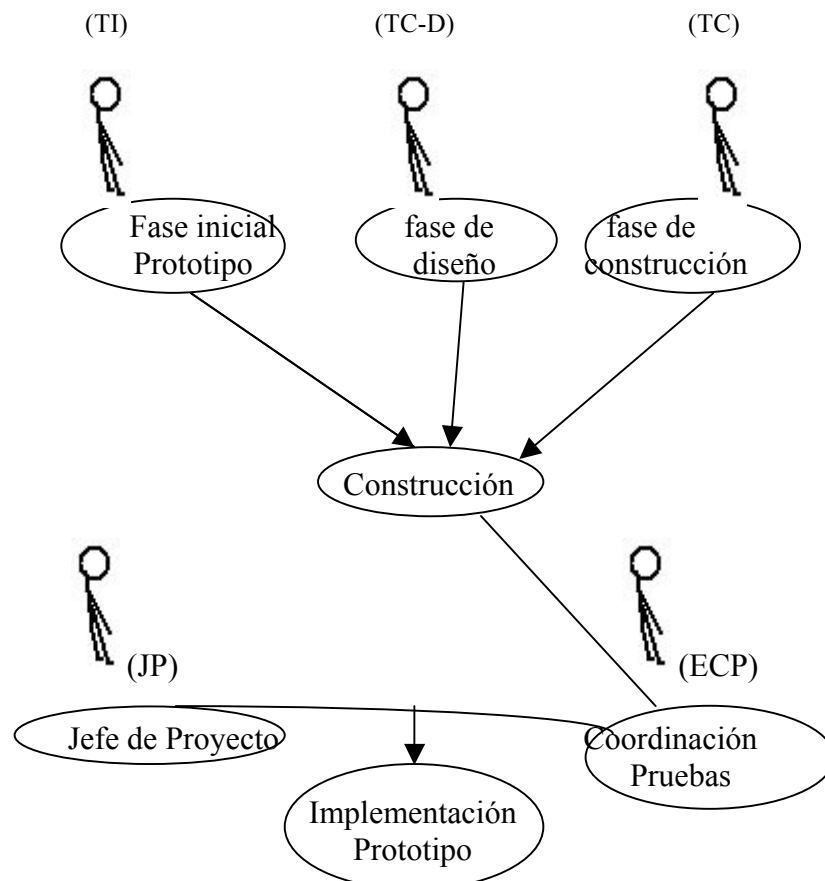 (TI)
(TC-D)
(TC)
Fase inicial
Prototipo
fase de
diseño
fase de
construcción
Construcción
(JP)
(ECP)
Jefe de Proyecto
Coordinación
Pruebas
Implementación
Prototipo